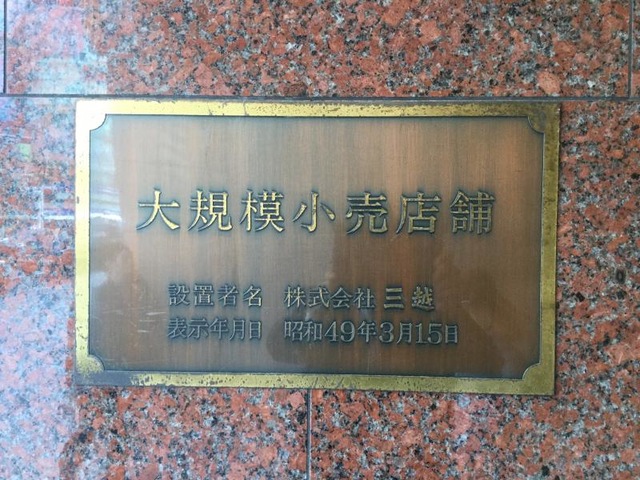 大規模小売店舗
設置者名 株式会社 三越
表示年月日 昭和49年3月15日